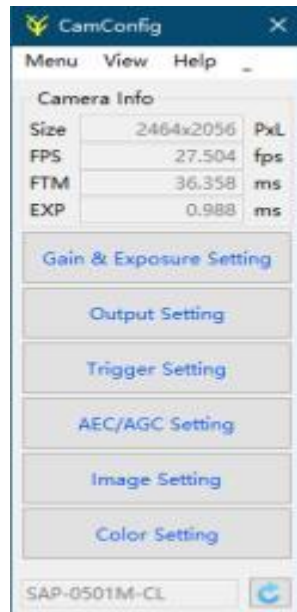 CamConfig
Menu View Help _
Camera Info
Size 2464x2056 PxL
FPS 27.504 fps
FTM 36.358 ms
EXP 0.988 ms
Gain & Exposure Setting
Output Setting
Trigger Setting
AEC/AGC Setting
Image Setting
Color Setting
SAP-0501M-CL